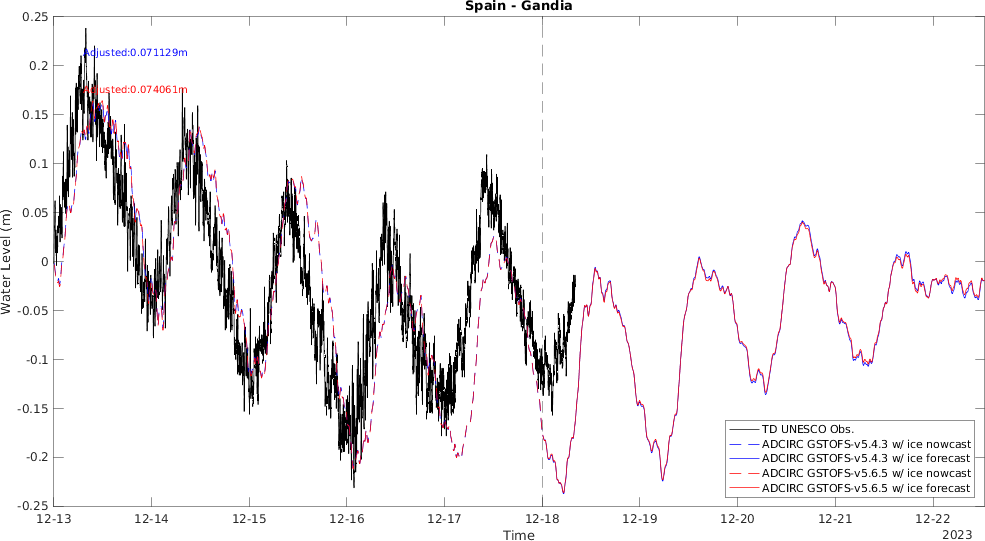 Spain - Gandia
0.25
0.2
0.15
0.1
0.05
0
-0.05
-0.1
-0.15
-0.2
-0.25
Water Level (m)
Adjusted:0.071129m
Adjusted:0.074061m
TD UNESCO Obs.
ADCIRC GSTOFS-v5.4.3 w/ ice nowcast
ADCIRC GSTOFS-v5.4.3 w/ ice forecast
ADCIRC GSTOFS-v5.6.5 w/ ice nowcast
ADCIRC GSTOFS-v5.6.5 w/ ice forecast
12-13 12-14 12-15 12-16 12-17 12-18 12-19 12-20 12-21 12-22
Time
2023